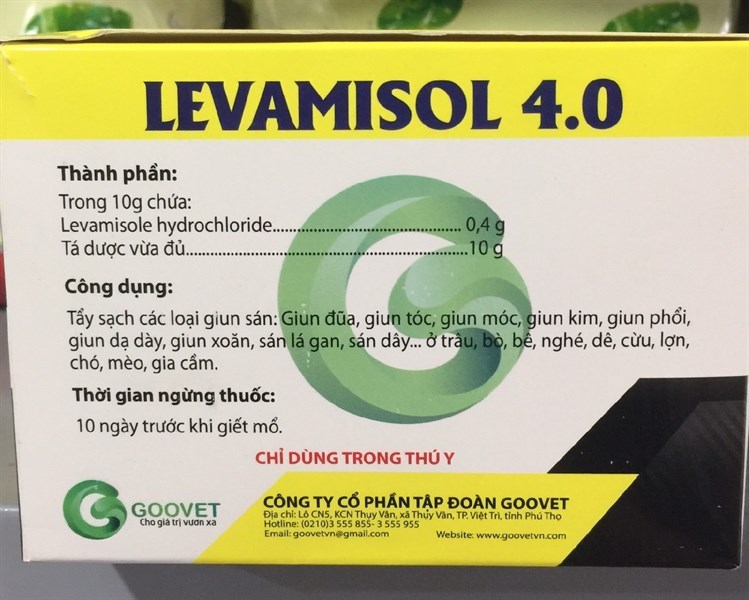 LEVAMISOL 4.0
Thành phần:
Trong 10g chứa:
Levamisole hydrochloride............................................. 0,4 g
Tá dược vừa đủ...................................................................10 g
Công dụng:
Tẩy sạch các loại giun sán: Giun đũa, giun tóc, giun móc, giun kim, giun phổi,
giun dạ dày, giun xoăn, sán lá gan, sán dây... ở trâu, bò, bê, nghé, dê, cừu, lợn,
chó, mèo, gia cầm.
Thời gian ngừng thuốc:
10 ngày trước khi giết mổ.
CHỈ DÙNG TRONG THÚ Y
GOOVET
Cho giá trị vươn xa
CÔNG TY CỔ PHẦN TẬP ĐOÀN GOOVET
Địa chỉ: Lô CN5, KCN Thụy Vân, xã Thụy Vân, TP. Việt Trì, tỉnh Phú Thọ
Hotline: (0210)3 555 855- 3 555 955
Email: goovetvn@gmail.com Website: www.goovetvn.com